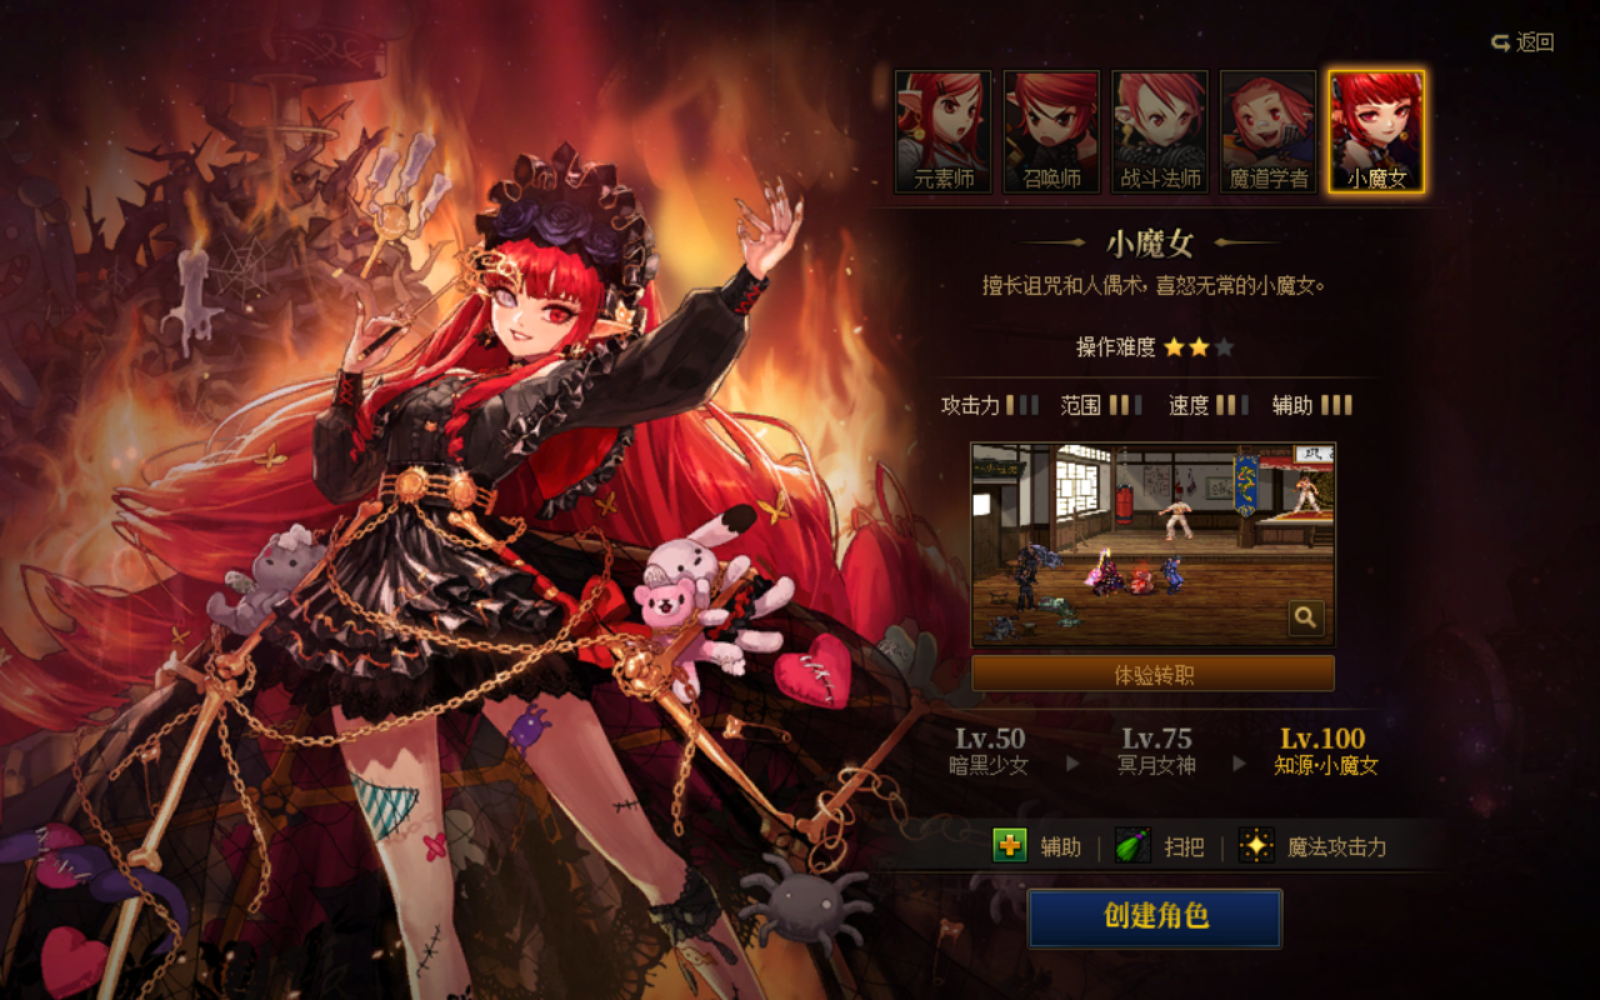 返回
元素师 召唤师 战斗法师 魔道学者 小魔女
小魔女
擅长诅咒和人偶术，喜怒无常的小魔女。
操作难度
攻击力 范围 速度 辅助
体验转职
Lv.50 Lv.75 Lv.100
暗黑少女 冥月女神 知源·小魔女
辅助 | 扫把 | 魔法攻击力
创建角色